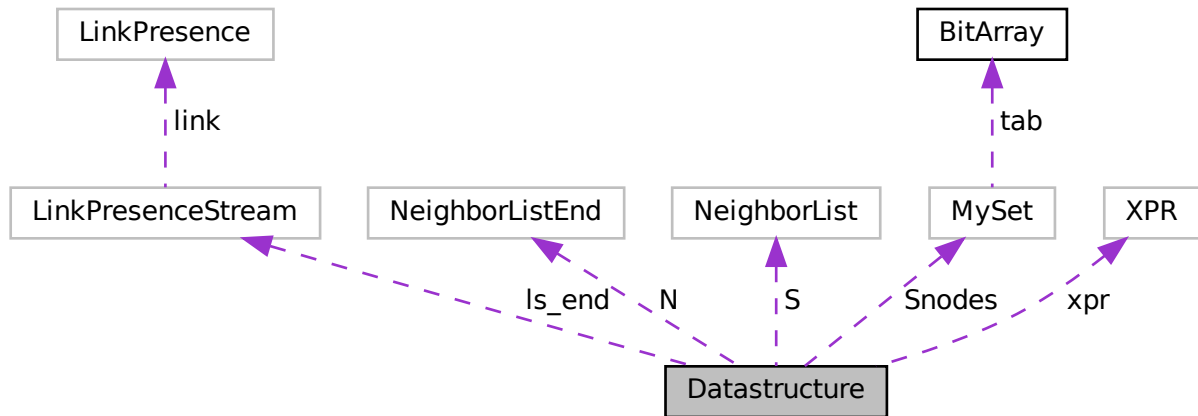 LinkPresence
BitArray
link
tab
LinkPresenceStream
NeighborListEnd
NeighborList
MySet
XPR
ls_end
N
S
Snodes
xpr
Datastructure